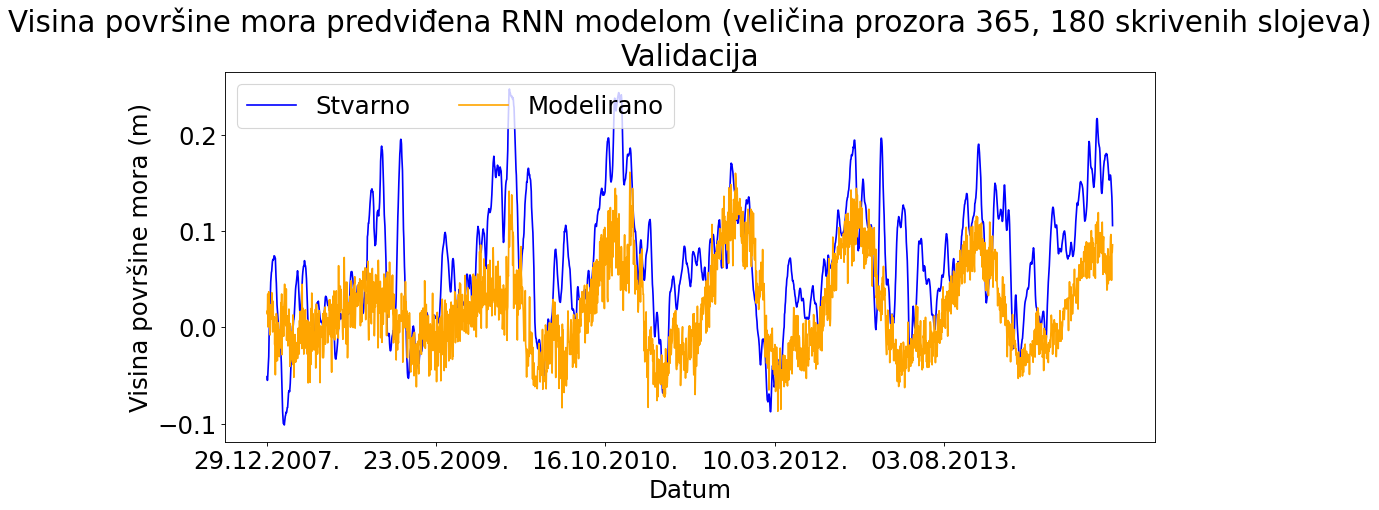 Visina površine mora predviđena RNN modelom (veličina prozora 365, 180 skrivenih slojeva)
Validacija
Stvarno Modelirano
Visina površine mora (m)
0.2
0.1
0.0
−0.1
29.12.2007. 23.05.2009. 16.10.2010. 10.03.2012. 03.08.2013.
Datum